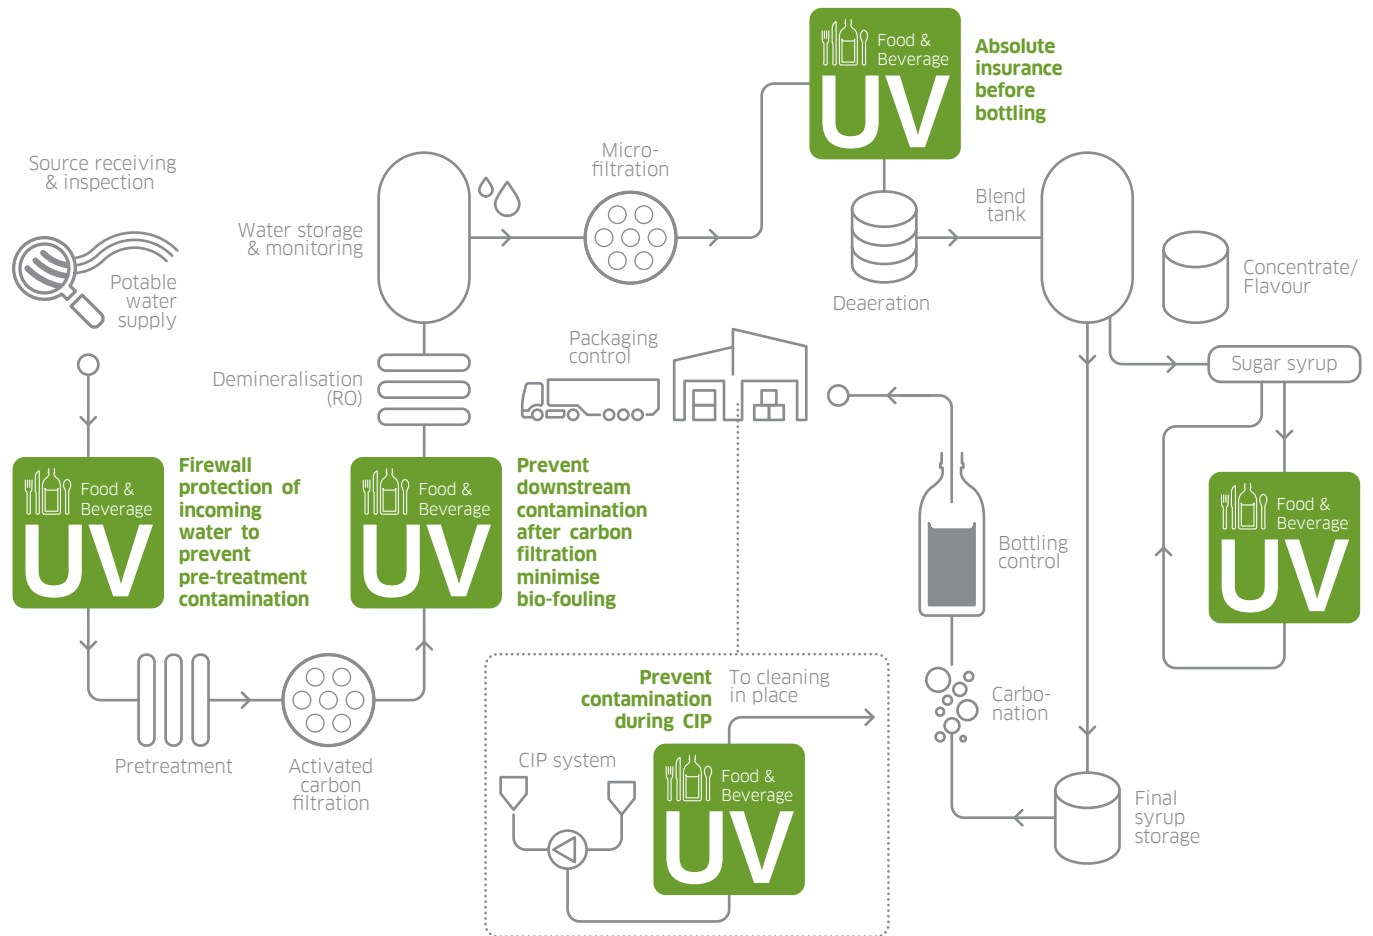 Food &
Beverage
UV
Absolute
insurance
before
bottling
Source receiving
& inspection
Potable
water
supply
Water storage
& monitoring
Micro-
filtration
Deaeration
Blend
tank
Concentrate/
Flavour
Sugar syrup
Demineralisation
(RO)
Packaging
control
Food &
Beverage
UV
Firewall
protection of
incoming
water to
prevent
pre-treatment
contamination
Food &
Beverage
UV
Prevent
downstream
contamination
after carbon
filtration
minimise
bio-fouling
Bottling
control
Food &
Beverage
UV
Pretreatment
Activated
carbon
filtration
Prevent
contamination
during CIP
To cleaning
in place
CIP system
Food &
Beverage
UV
Carbo-
nation
Final
syrup
storage